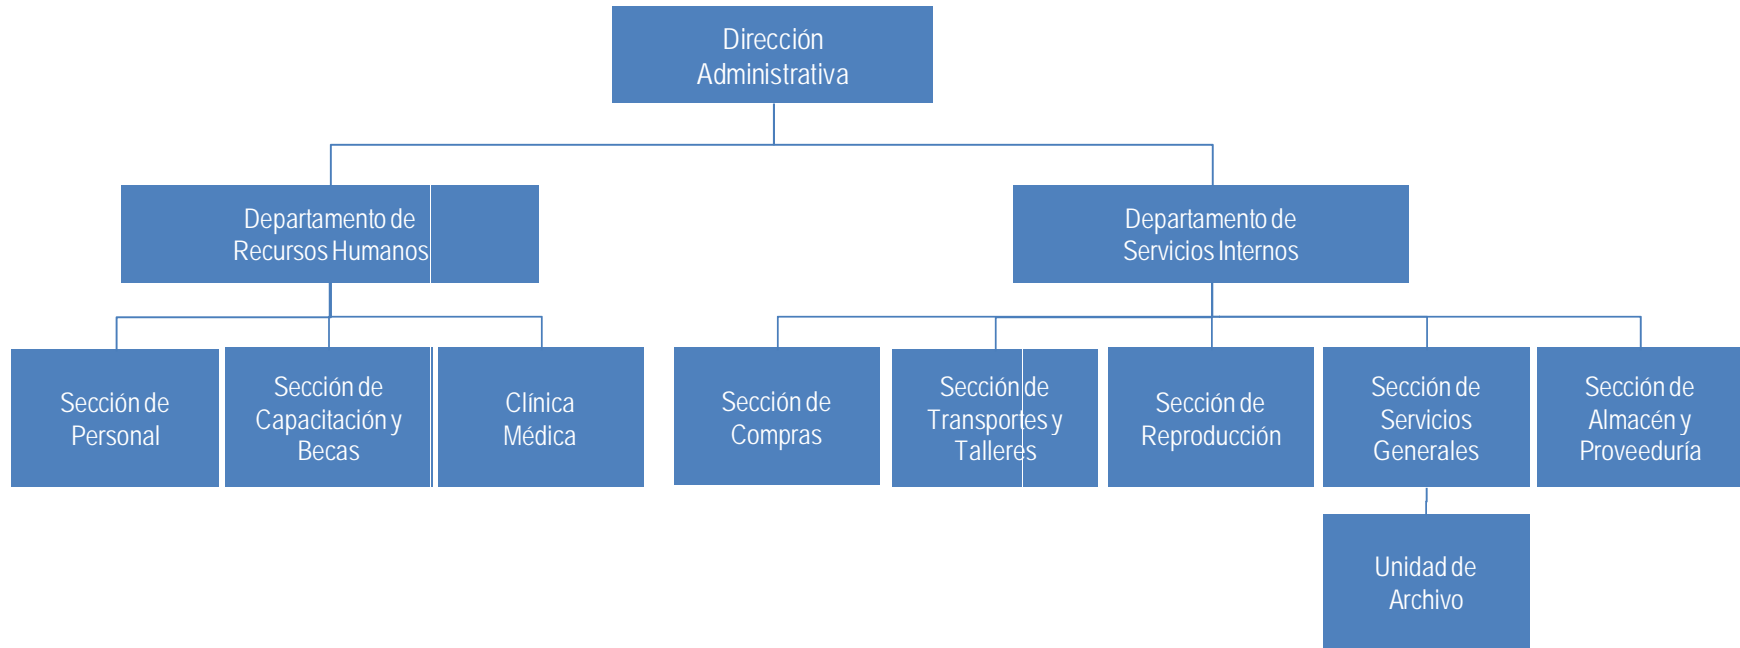 Dirección
Administrativa
Departamento de
Recursos Humanos
Departamento de
Servicios Internos
Sección de
Personal
Sección de
Capacitación y
Becas
Clínica
Médica
Sección de
Compras
Sección de
Transportes y
Talleres
Sección de
Reproducción
Sección de
Servicios
Generales
Sección de
Almacén y
Proveeduría
Unidad de
Archivo